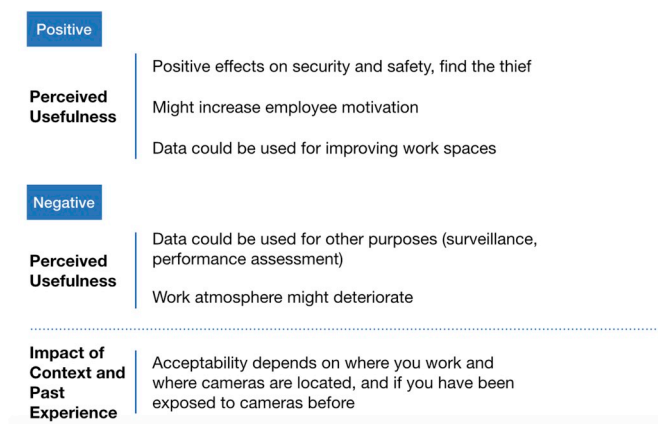 Positive
Perceived
Usefulness
Positive effects on security and safety, find the thief
Might increase employee motivation
Data could be used for improving work spaces
Negative
Perceived
Usefulness
Data could be used for other purposes (surveillance,
performance assessment)
Work atmosphere might deteriorate
Impact of
Context and
Past
Experience
Acceptability depends on where you work and
where cameras are located, and if you have been
exposed to cameras before